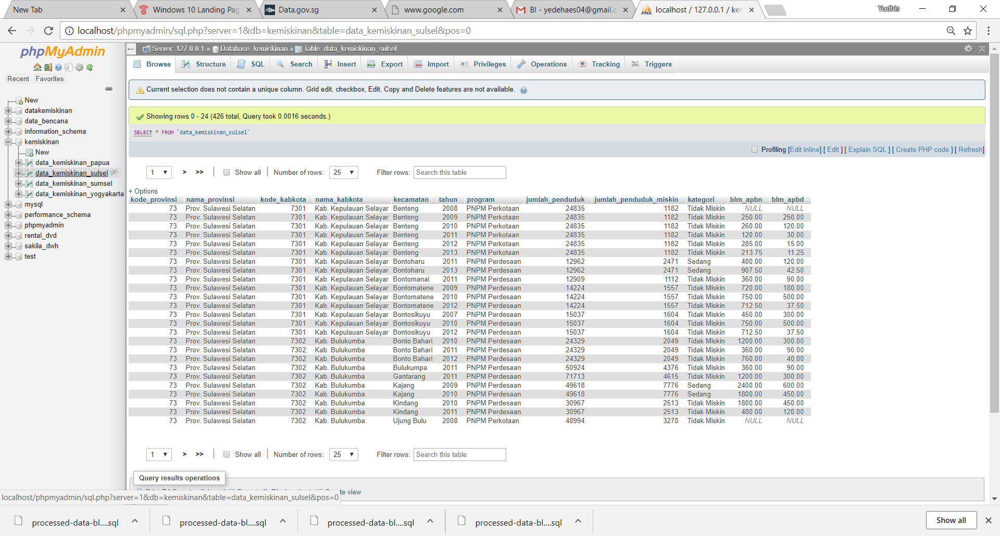 New Tab
Windows 10 Landing Pag
Data.gov.sg
www.google.com
BI - yedehaes04@gmail.c
localhost / 127.0.0.1 / ker
Yudhis
localhost/phpmyadmin/sql.php?server=1&db=kemiskinan&table=data_kemiskinan_sulsel&pos=0
phpMyAdmin
Recent Favorites
New
datakemiskinan
data_bencana
information_schema
kemiskinan
New
data_kemiskinan_papua
data_kemiskinan_sulsel
data_kemiskinan_sumsel
data_kemiskinan_yogyakarta
mysql
performance_schema
phpmyadmin
rental_dvd
sakila_dwh
test
Server: 127.0.0.1 » Database: kemiskinan » Table: data_kemiskinan_sulsel
Browse Structure SQL Search Insert Export Import Privileges Operations Tracking Triggers
Current selection does not contain a unique column. Grid edit, checkbox, Edit, Copy and Delete features are not available.
Showing rows 0 - 24 (426 total, Query took 0.0016 seconds.)
SELECT * FROM `data_kemiskinan_sulsel`
Profiling [Edit inline] [ Edit ] [ Explain SQL ] [ Create PHP code ] [ Refresh]
1 > >> | Show all | Number of rows: 25 Filter rows: Search this table
+ Options
kode_provinsi nama_provinsi kode_kabkota nama_kabkota kecamatan tahun program jumlah_penduduk jumlah_penduduk_miskin kategori blm_apbn blm_apbd
73 Prov. Sulawesi Selatan 7301 Kab. Kepulauan Selayar Benteng 2008 PNPM Perkotaan 24835 1182 Tidak Miskin NULL NULL
73 Prov. Sulawesi Selatan 7301 Kab. Kepulauan Selayar Benteng 2009 PNPM Perkotaan 24835 1182 Tidak Miskin 250.00 250.00
73 Prov. Sulawesi Selatan 7301 Kab. Kepulauan Selayar Benteng 2010 PNPM Perkotaan 24835 1182 Tidak Miskin 260.00 120.00
73 Prov. Sulawesi Selatan 7301 Kab. Kepulauan Selayar Benteng 2011 PNPM Perkotaan 24835 1182 Tidak Miskin 120.00 30.00
73 Prov. Sulawesi Selatan 7301 Kab. Kepulauan Selayar Benteng 2012 PNPM Perkotaan 24835 1182 Tidak Miskin 285.00 15.00
73 Prov. Sulawesi Selatan 7301 Kab. Kepulauan Selayar Benteng 2013 PNPM Perkotaan 24835 1182 Tidak Miskin 213.75 11.25
73 Prov. Sulawesi Selatan 7301 Kab. Kepulauan Selayar Bontoharu 2011 PNPM Perdesaan 12962 2471 Sedang 480.00 120.00
73 Prov. Sulawesi Selatan 7301 Kab. Kepulauan Selayar Bontoharu 2013 PNPM Perdesaan 12962 2471 Sedang 907.50 42.50
73 Prov. Sulawesi Selatan 7301 Kab. Kepulauan Selayar Bontomanai 2011 PNPM Perdesaan 12909 1112 Tidak Miskin 360.00 90.00
73 Prov. Sulawesi Selatan 7301 Kab. Kepulauan Selayar Bontomatene 2009 PNPM Perdesaan 14224 1557 Tidak Miskin 720.00 180.00
73 Prov. Sulawesi Selatan 7301 Kab. Kepulauan Selayar Bontomatene 2010 PNPM Perdesaan 14224 1557 Tidak Miskin 750.00 500.00
73 Prov. Sulawesi Selatan 7301 Kab. Kepulauan Selayar Bontomatene 2012 PNPM Perdesaan 14224 1557 Tidak Miskin 712.50 37.50
73 Prov. Sulawesi Selatan 7301 Kab. Kepulauan Selayar Bontosikuyu 2007 PNPM Perdesaan 15037 1604 Tidak Miskin 450.00 300.00
73 Prov. Sulawesi Selatan 7301 Kab. Kepulauan Selayar Bontosikuyu 2010 PNPM Perdesaan 15037 1604 Tidak Miskin 750.00 500.00
73 Prov. Sulawesi Selatan 7301 Kab. Kepulauan Selayar Bontosikuyu 2012 PNPM Perdesaan 15037 1604 Tidak Miskin 712.50 37.50
73 Prov. Sulawesi Selatan 7302 Kab. Bulukumba Bonto Bahari 2010 PNPM Perdesaan 24329 2049 Tidak Miskin 1200.00 300.00
73 Prov. Sulawesi Selatan 7302 Kab. Bulukumba Bonto Bahari 2011 PNPM Perdesaan 24329 2049 Tidak Miskin 360.00 90.00
73 Prov. Sulawesi Selatan 7302 Kab. Bulukumba Bonto Bahari 2012 PNPM Perdesaan 24329 2049 Tidak Miskin 760.00 40.00
73 Prov. Sulawesi Selatan 7302 Kab. Bulukumba Bulukumpa 2011 PNPM Perdesaan 50924 4376 Tidak Miskin 360.00 90.00
73 Prov. Sulawesi Selatan 7302 Kab. Bulukumba Gantarang 2011 PNPM Perdesaan 71713 4615 Tidak Miskin 1200.00 300.00
73 Prov. Sulawesi Selatan 7302 Kab. Bulukumba Kajang 2009 PNPM Perdesaan 49618 7776 Sedang 2400.00 600.00
73 Prov. Sulawesi Selatan 7302 Kab. Bulukumba Kajang 2010 PNPM Perdesaan 49618 7776 Sedang 1800.00 450.00
73 Prov. Sulawesi Selatan 7302 Kab. Bulukumba Kindang 2010 PNPM Perdesaan 30967 2513 Tidak Miskin 1800.00 450.00
73 Prov. Sulawesi Selatan 7302 Kab. Bulukumba Kindang 2011 PNPM Perdesaan 30967 2513 Tidak Miskin 480.00 120.00
73 Prov. Sulawesi Selatan 7302 Kab. Bulukumba Ujung Bulu 2008 PNPM Perkotaan 48994 3270 Tidak Miskin NULL NULL
1 > >> | Show all | Number of rows: 25 Filter rows: Search this table
Query results operations
te view
localhost/phpmyadmin/sql.php?server=1&db=kemiskinan&table=data_kemiskinan_sulsel&pos=0
processed-data-bl....sql
processed-data-bl....sql
processed-data-bl....sql
processed-data-bl....sql
Show all